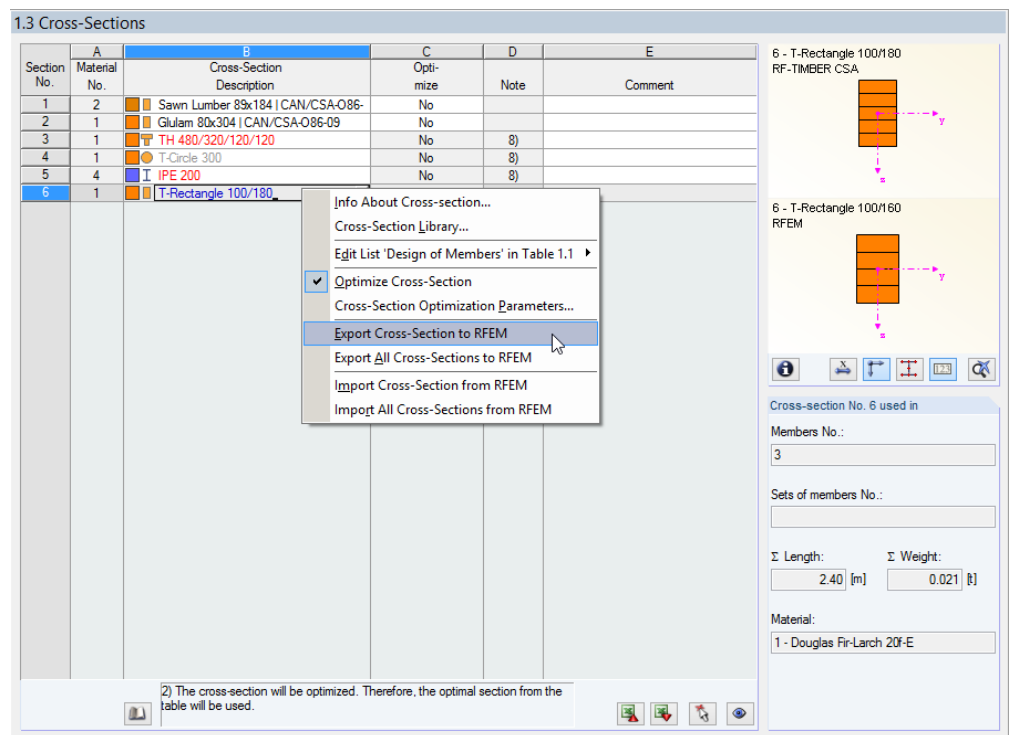 1.3 Cross-Sections
A B C D E
Section Material Cross-Section Opti-
No. No. Description mize Note Comment
1 2 Sawn Lumber 89x184 | CAN/CSA-O86- No
2 1 Glulam 80x304 | CAN/CSA-O86-09 No
3 1 TH 480/320/120/120 No 8)
4 1 T-Circle 300 No 8)
5 4 IPE 200 No 8)
6 1 T-Rectangle 100/180
Info About Cross-section...
Cross-Section Library...
Edit List 'Design of Members' in Table 1.1
Optimize Cross-Section
Cross-Section Optimization Parameters...
Export Cross-Section to RFEM
Export All Cross-Sections to RFEM
Import Cross-Section from RFEM
Import All Cross-Sections from RFEM
2) The cross-section will be optimized. Therefore, the optimal section from the
table will be used.
6 - T-Rectangle 100/180
RF-TIMBER CSA
y
z
6 - T-Rectangle 100/160
RFEM
y
z
123
Cross-section No. 6 used in
Members No.:
3
Sets of members No.:
Σ Length: Σ Weight:
2.40 [m] 0.021 [t]
Material:
1 - Douglas Fir-Larch 20f-E